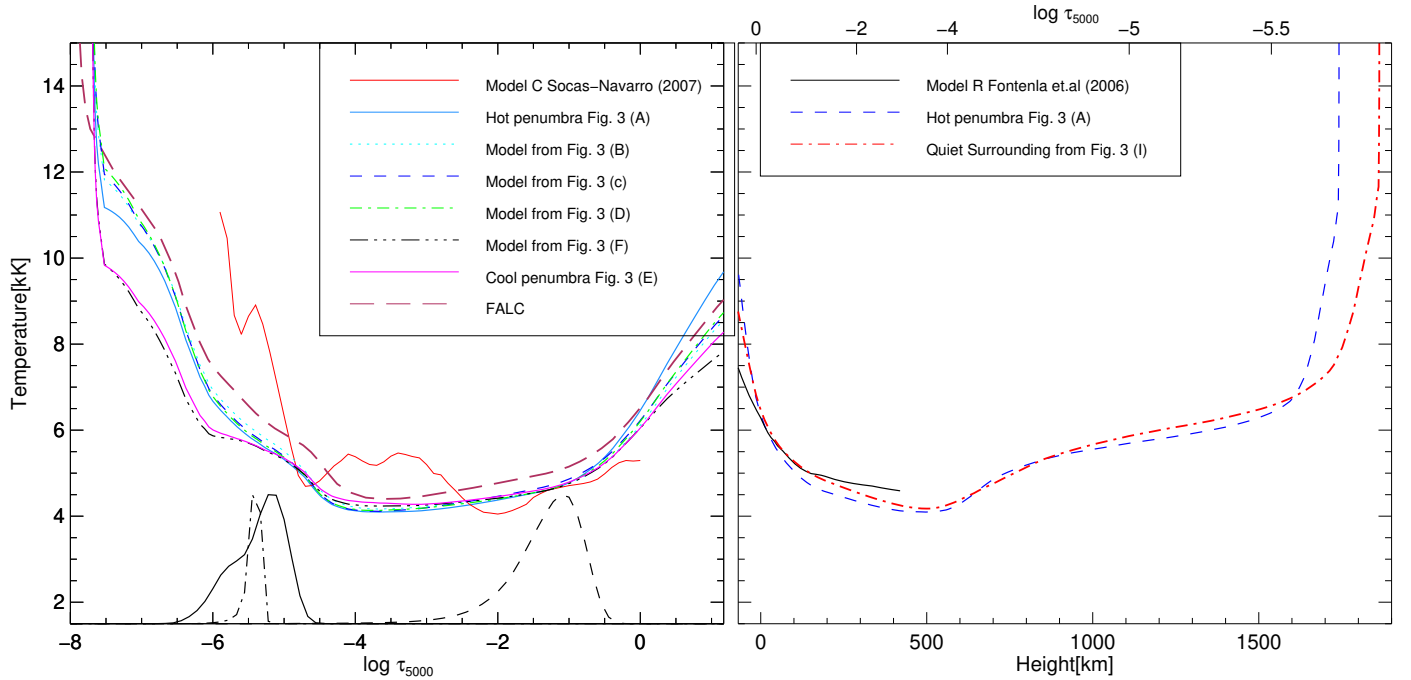 log τ5000
0 −2 −4 −5 −5.5
Temperature[kK]
14
12
10
8
6
4
2
Model C Socas−Navarro (2007)
Hot penumbra Fig. 3 (A)
Model from Fig. 3 (B)
Model from Fig. 3 (c)
Model from Fig. 3 (D)
Model from Fig. 3 (F)
Cool penumbra Fig. 3 (E)
FALC
−8 −6 −4 −2 0
log τ5000
Model R Fontenla et.al (2006)
Hot penumbra Fig. 3 (A)
Quiet Surrounding from Fig. 3 (I)
0 500 1000 1500
Height[km]